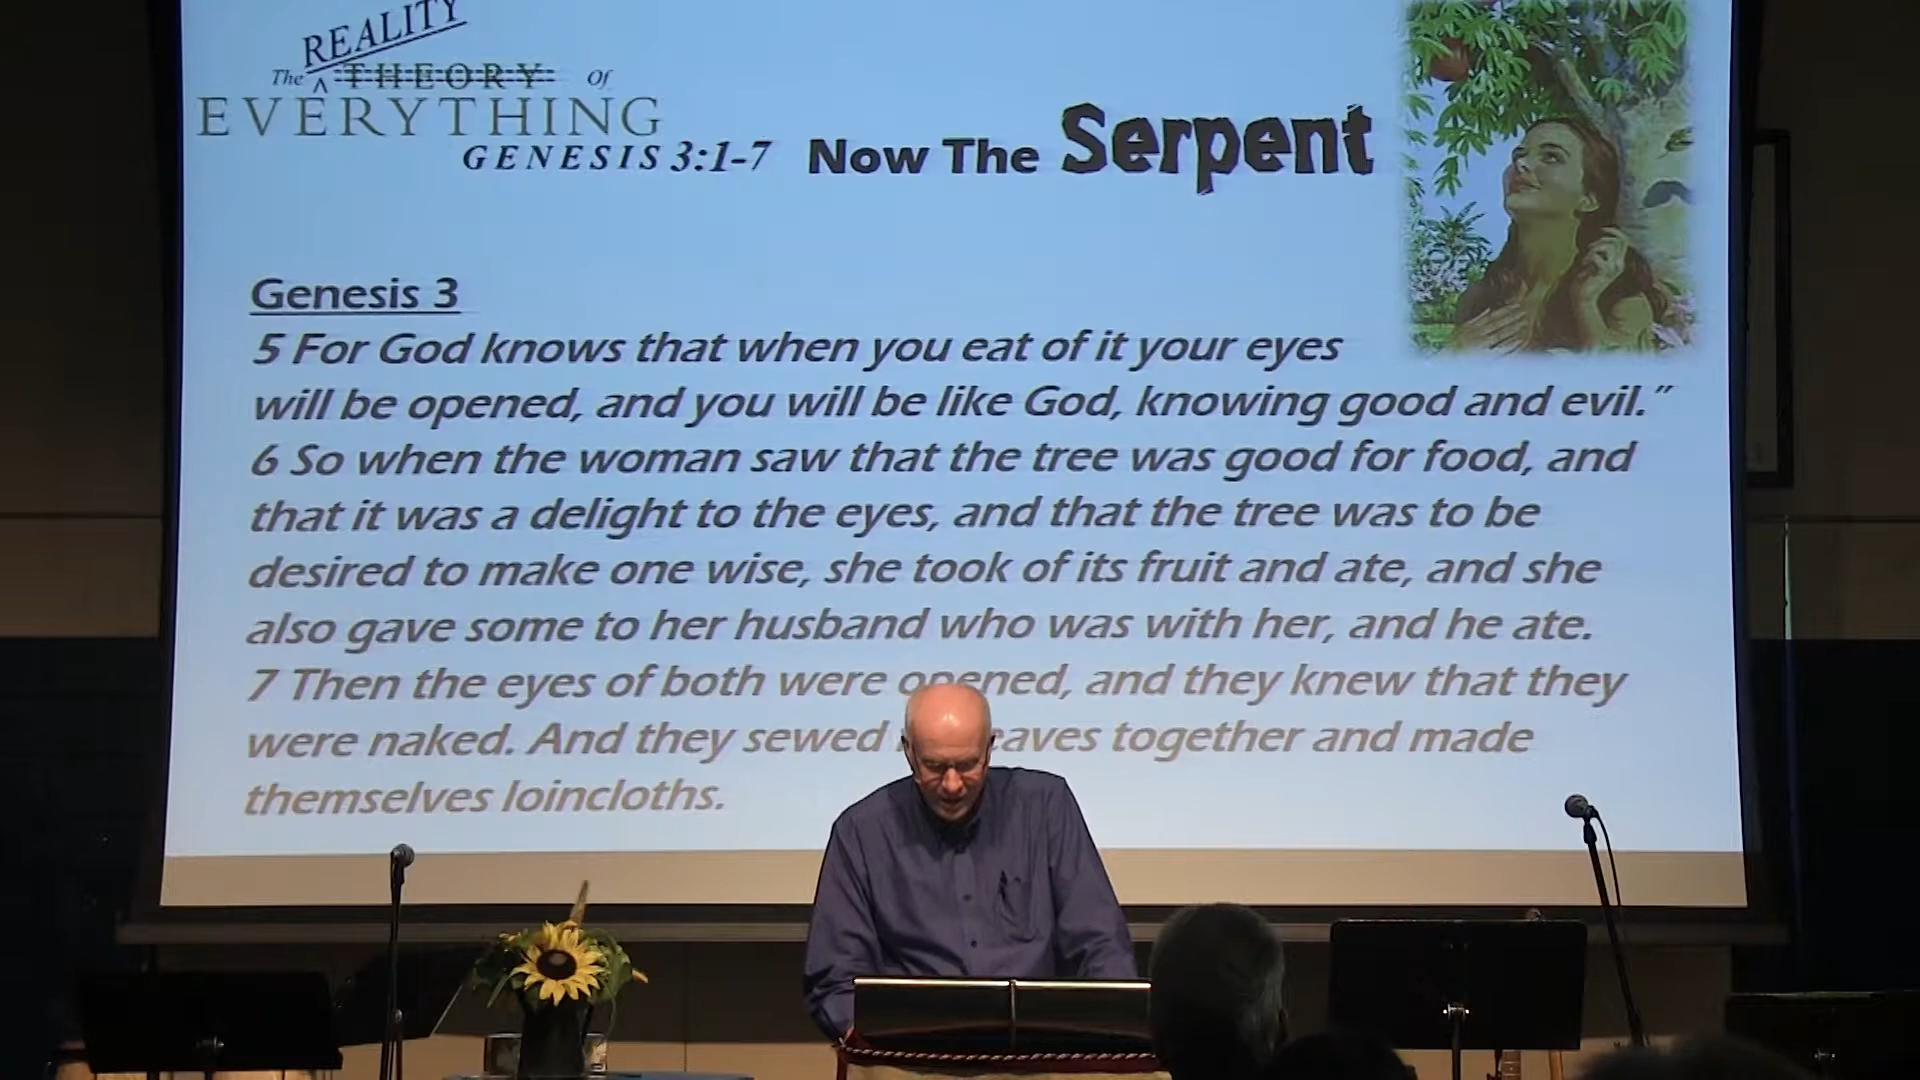 REALITY
The ^ THEORY Of
EVERYTHING
GENESIS 3:1-7 Now The Serpent
Genesis 3
5 For God knows that when you eat of it your eyes
will be opened, and you will be like God, knowing good and evil.”
6 So when the woman saw that the tree was good for food, and
that it was a delight to the eyes, and that the tree was to be
desired to make one wise, she took of its fruit and ate, and she
also gave some to her husband who was with her, and he ate.
7 Then the eyes of both were opened, and they knew that they
were naked. And they sewed eaves together and made
themselves loincloths.